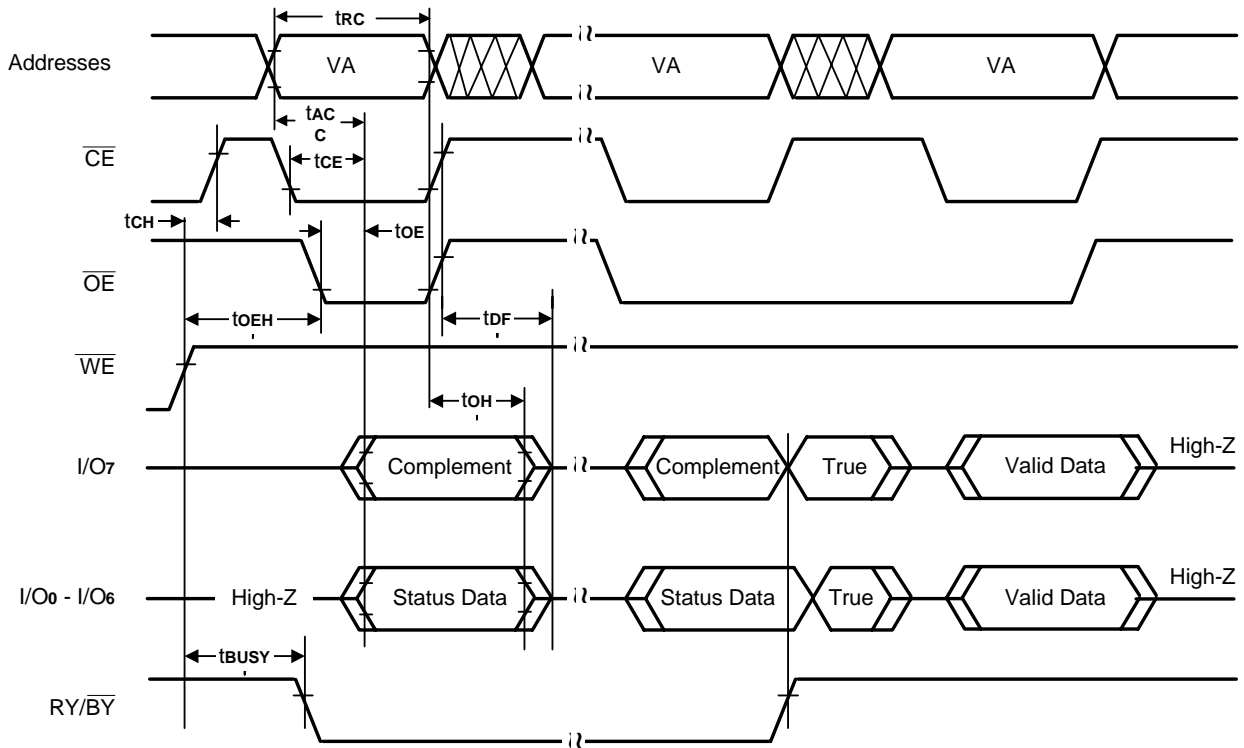 tRC
Addresses
VA
VA
VA
tAC
C
CE
tCE
tCH
tOE
OE
tOEH
tDF
WE
tOH
I/O7
Complement
Complement
True
Valid Data
High-Z
I/O0 - I/O6
High-Z
Status Data
Status Data
True
Valid Data
High-Z
tBUSY
RY/BY